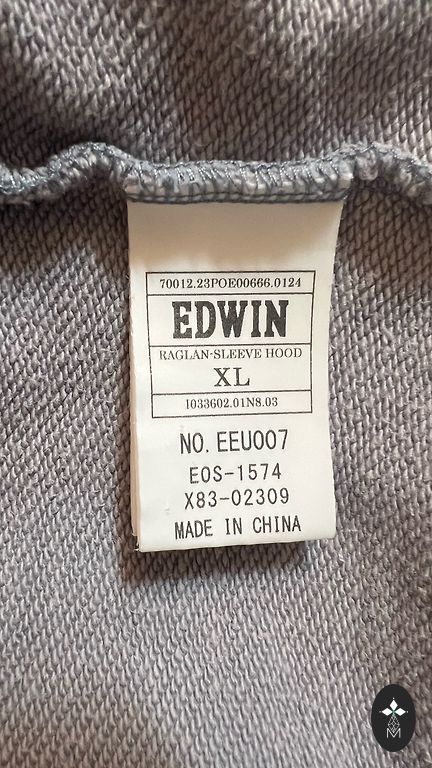 70012.23POE00666.0124
EDWIN
RAGLAN-SLEEVE HOOD
XL
I033602.01N8.03
NO. EEU007
EOS-1574
X83-02309
MADE IN CHINA
M